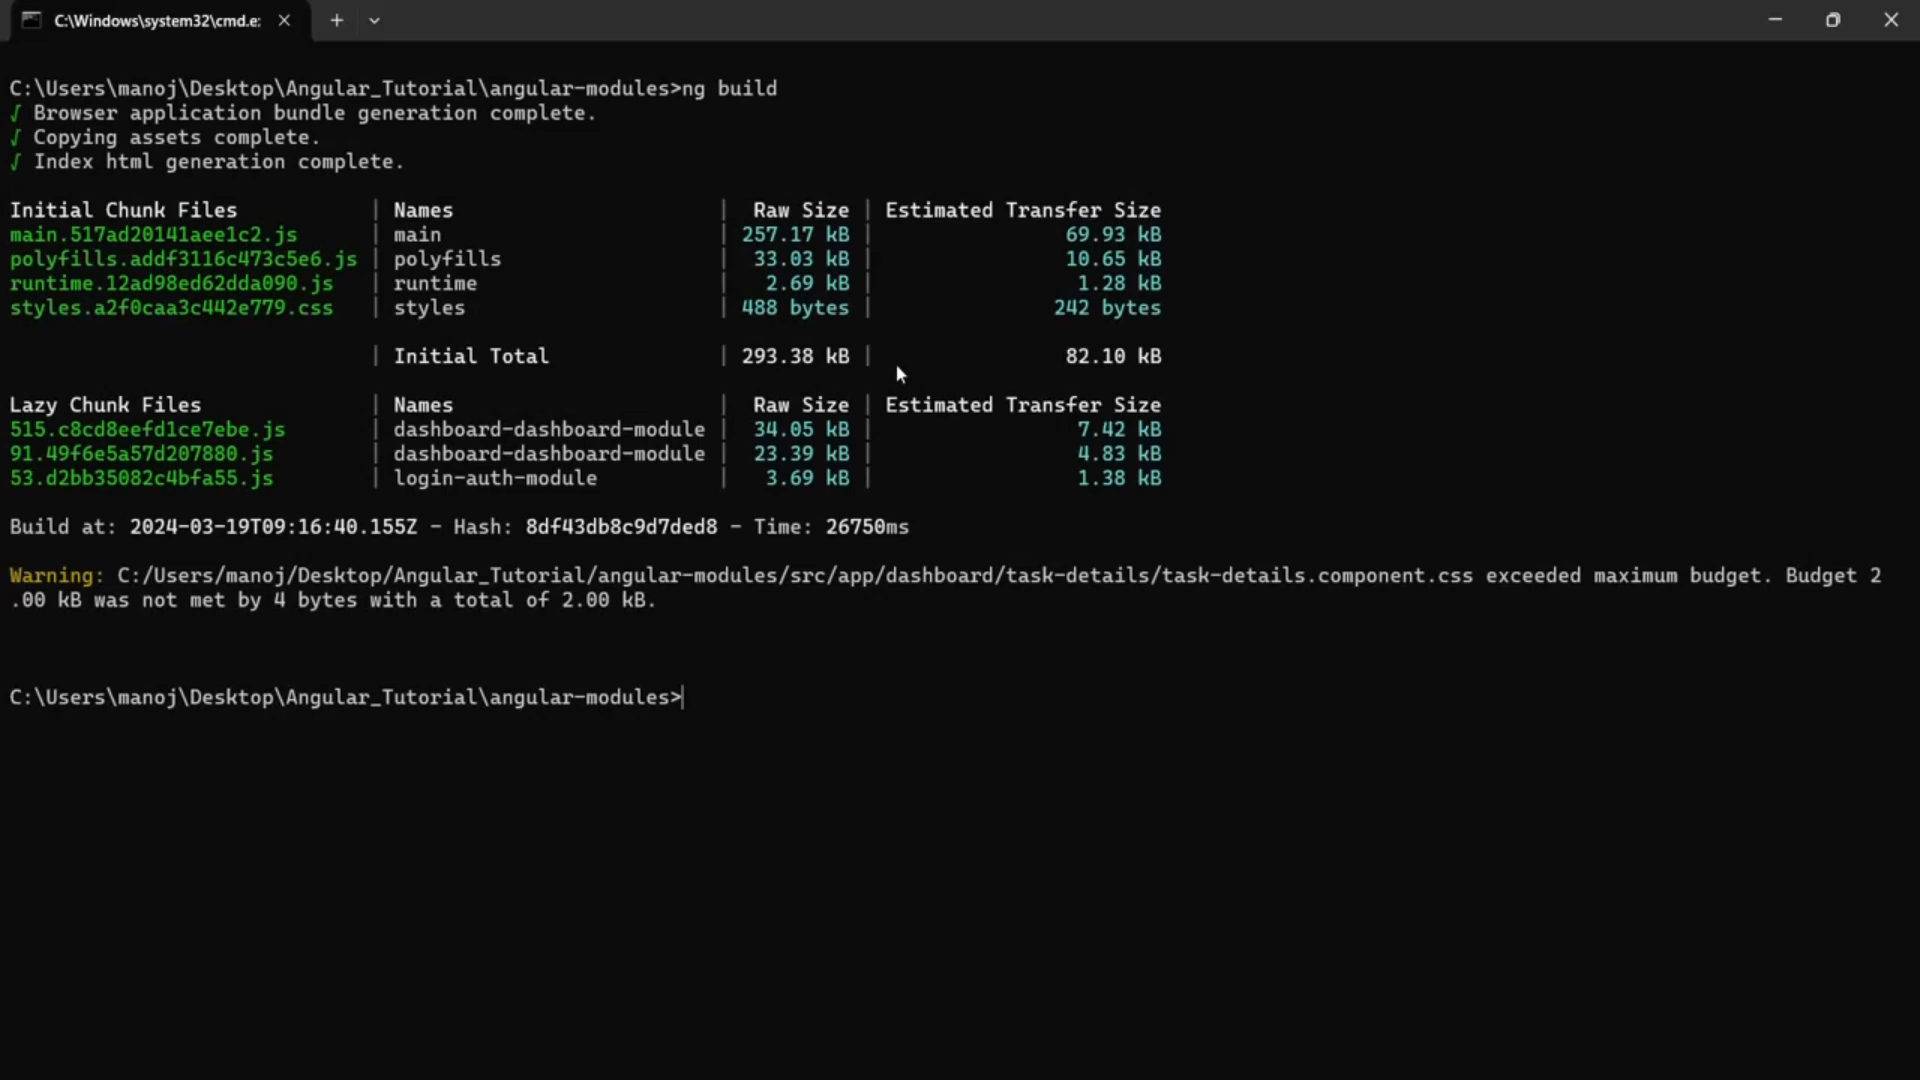 C:\Windows\system32\cmd.e:
C:\Users\manoj\Desktop\Angular_Tutorial\angular-modules>ng build
√ Browser application bundle generation complete.
√ Copying assets complete.
√ Index html generation complete.
Initial Chunk Files | Names | Raw Size | Estimated Transfer Size
main.517ad20141aee1c2.js | main | 257.17 kB | 69.93 kB
polyfills.addf3116c473c5e6.js | polyfills | 33.03 kB | 10.65 kB
runtime.12ad98ed62dda090.js | runtime | 2.69 kB | 1.28 kB
styles.a2f0caa3c442e779.css | styles | 488 bytes | 242 bytes
| Initial Total | 293.38 kB | 82.10 kB
Lazy Chunk Files | Names | Raw Size | Estimated Transfer Size
515.c8cd8eefd1ce7ebe.js | dashboard-dashboard-module | 34.05 kB | 7.42 kB
91.49f6e5a57d207880.js | dashboard-dashboard-module | 23.39 kB | 4.83 kB
53.d2bb35082c4bfa55.js | login-auth-module | 3.69 kB | 1.38 kB
Build at: 2024-03-19T09:16:40.155Z - Hash: 8df43db8c9d7ded8 - Time: 26750ms
Warning: C:/Users/manoj/Desktop/Angular_Tutorial/angular-modules/src/app/dashboard/task-details/task-details.component.css exceeded maximum budget. Budget 2
.00 kB was not met by 4 bytes with a total of 2.00 kB.
C:\Users\manoj\Desktop\Angular_Tutorial\angular-modules>